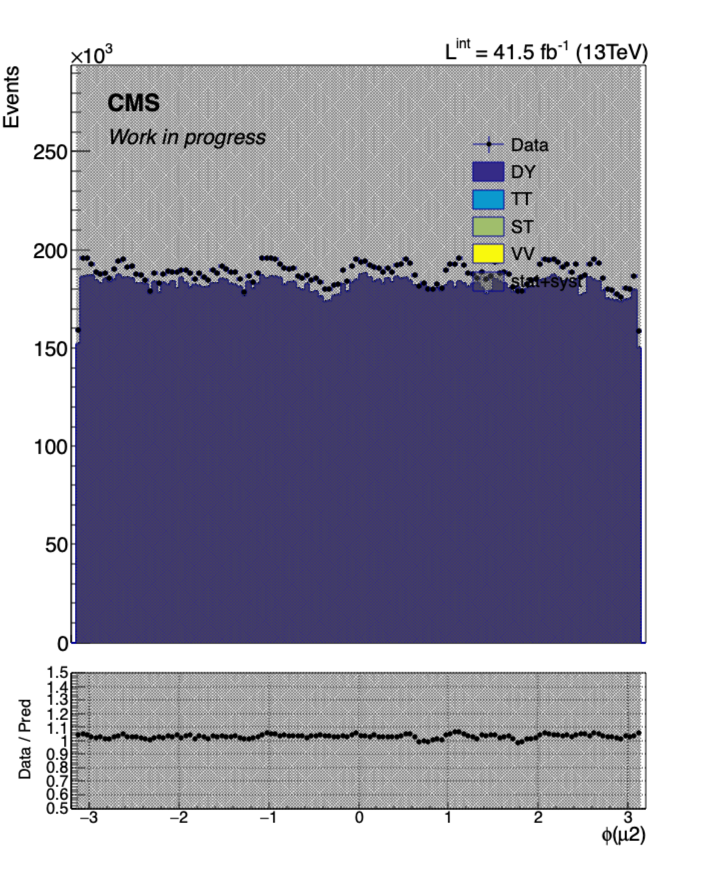 ×10³
L^int = 41.5 fb⁻¹ (13TeV)
Events
CMS
Work in progress
Data
DY
TT
ST
VV
stat+syst
250
200
150
100
50
0
Data / Pred
1.5
1.4
1.3
1.2
1.1
1
0.9
0.8
0.7
0.6
0.5
−3 −2 −1 0 1 2 3
ϕ(μ2)